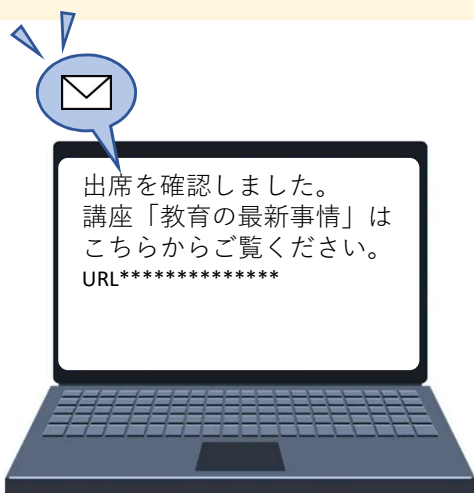 出席を確認しました。
講座「教育の最新事情」は
こちらからご覧ください。
URL**************